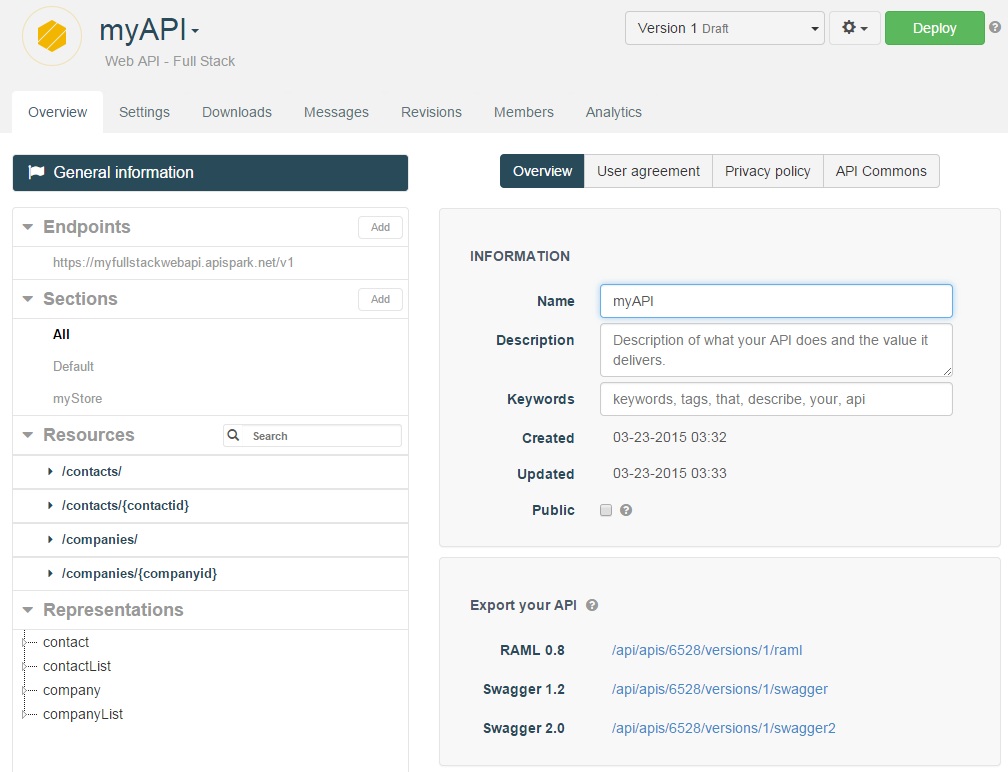 myAPI
Web API - Full Stack
Version 1 Draft
Deploy
?
Overview Settings Downloads Messages Revisions Members Analytics
General information
Endpoints
Add
https://myfullstackwebapi.apispark.net/v1
Sections
Add
All
Default
myStore
Resources
Search
/contacts/
/contacts/{contactid}
/companies/
/companies/{companyid}
Representations
contact
contactList
company
companyList
Overview User agreement Privacy policy API Commons
INFORMATION
Name myAPI
Description Description of what your API does and the value it
delivers.
Keywords keywords, tags, that, describe, your, api
Created 03-23-2015 03:32
Updated 03-23-2015 03:33
Public ?
Export your API ?
RAML 0.8 /api/apis/6528/versions/1/raml
Swagger 1.2 /api/apis/6528/versions/1/swagger
Swagger 2.0 /api/apis/6528/versions/1/swagger2